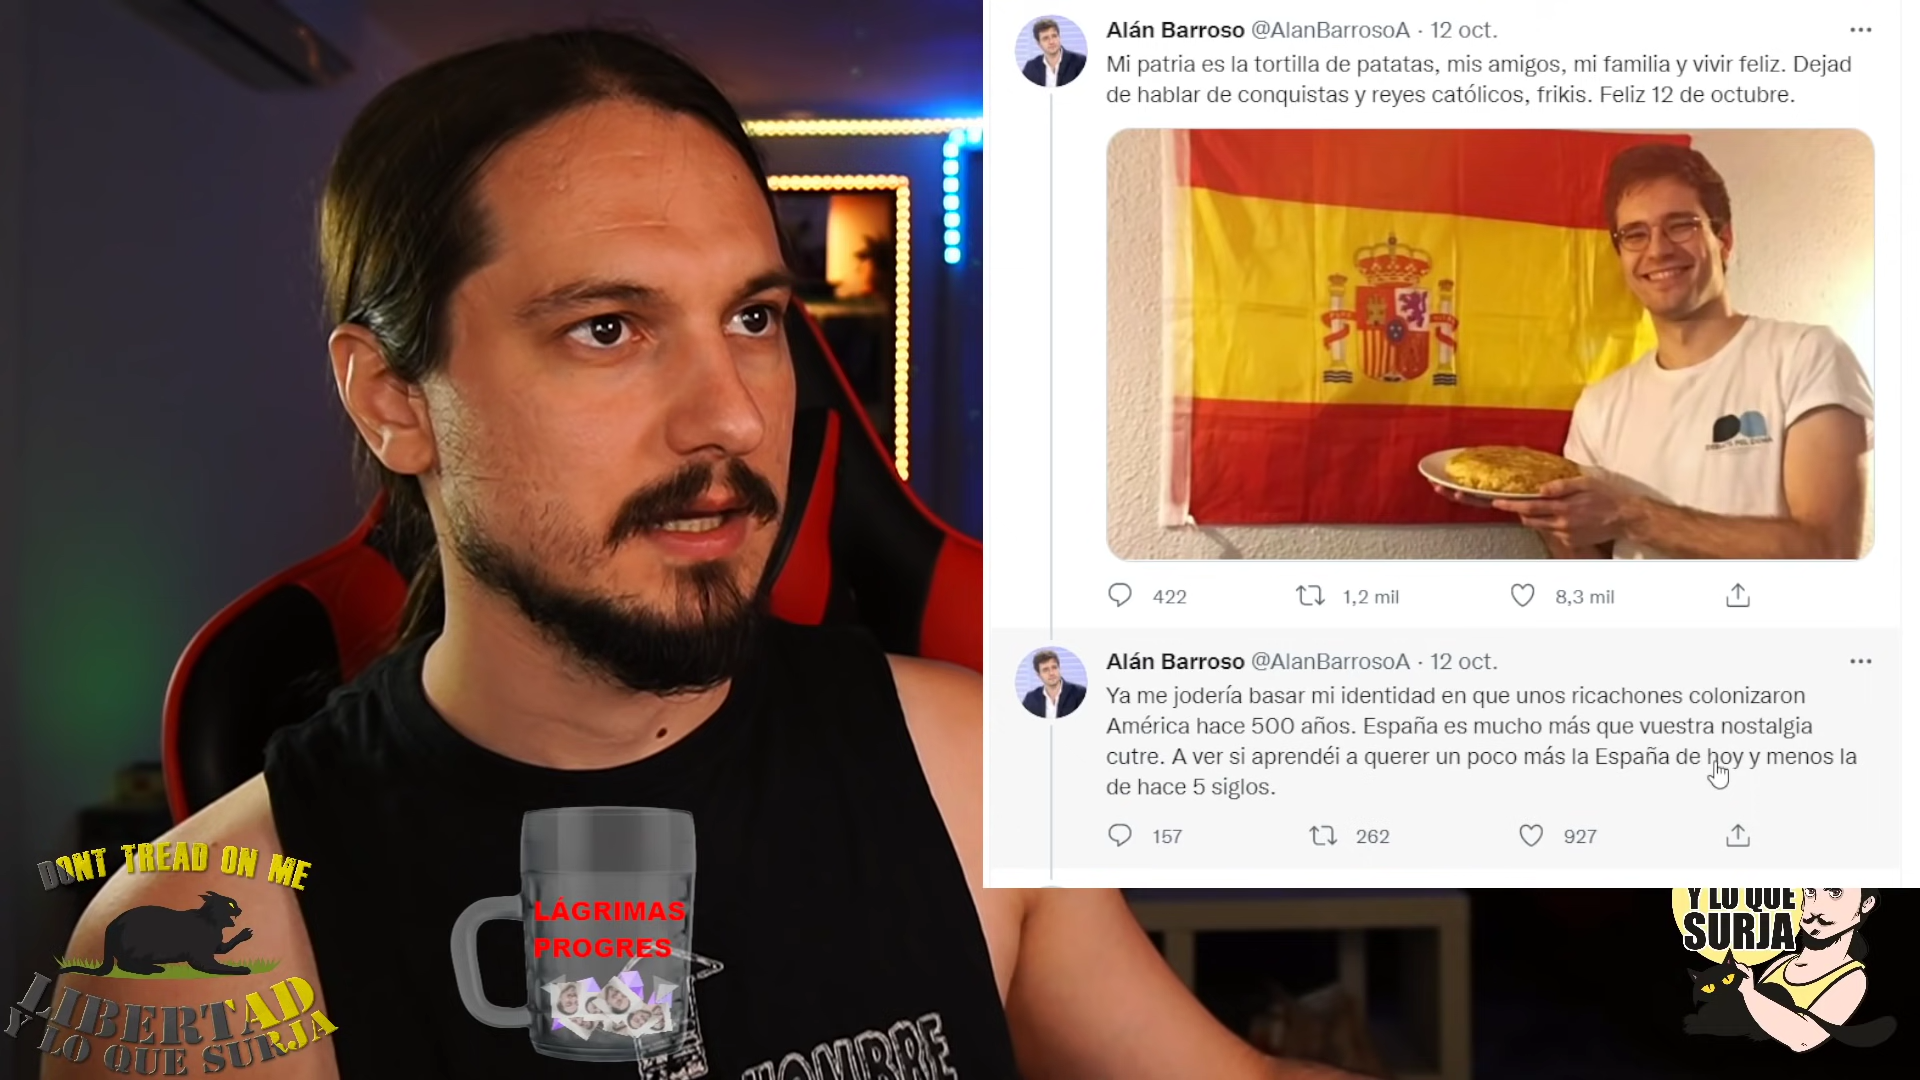 Alán Barroso @AlanBarrosoA · 12 oct.
Mi patria es la tortilla de patatas, mis amigos, mi familia y vivir feliz. Dejad
de hablar de conquistas y reyes católicos, frikis. Feliz 12 de octubre.
422 1,2 mil 8,3 mil
Alán Barroso @AlanBarrosoA · 12 oct.
Ya me jodería basar mi identidad en que unos ricachones colonizaron
América hace 500 años. España es mucho más que vuestra nostalgia
cutre. A ver si aprendéi a querer un poco más la España de hoy y menos la
de hace 5 siglos.
157 262 927
DONT TREAD ON ME
LIBERTAD
Y LO QUE SURJA
LÁGRIMAS
PROGRES
HOMBRE
Y LO QUE
SURJA